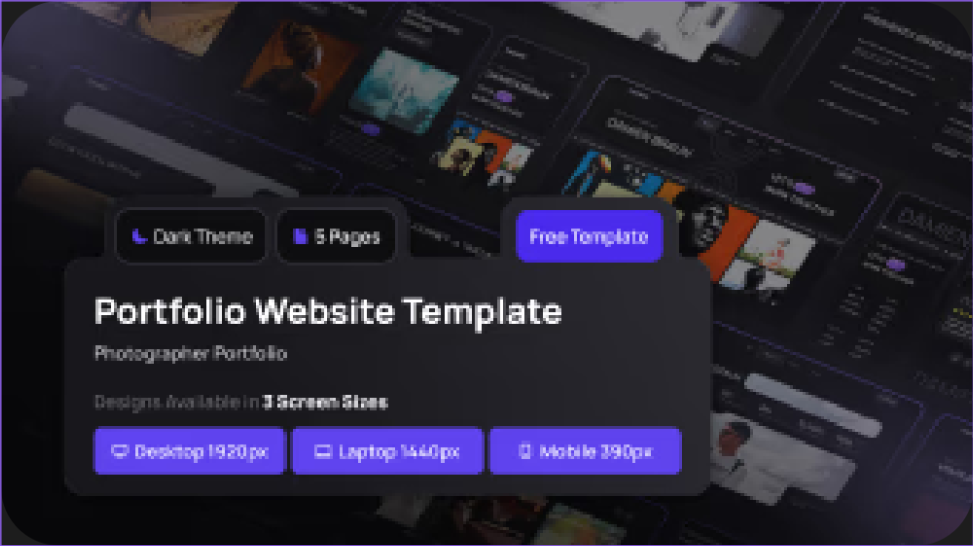 Dark Theme
5 Pages
Free Template
Portfolio Website Template
Photographer Portfolio
Designs Available in 3 Screen Sizes
Desktop 1920px
Laptop 1440px
Mobile 390px
DAMIEN